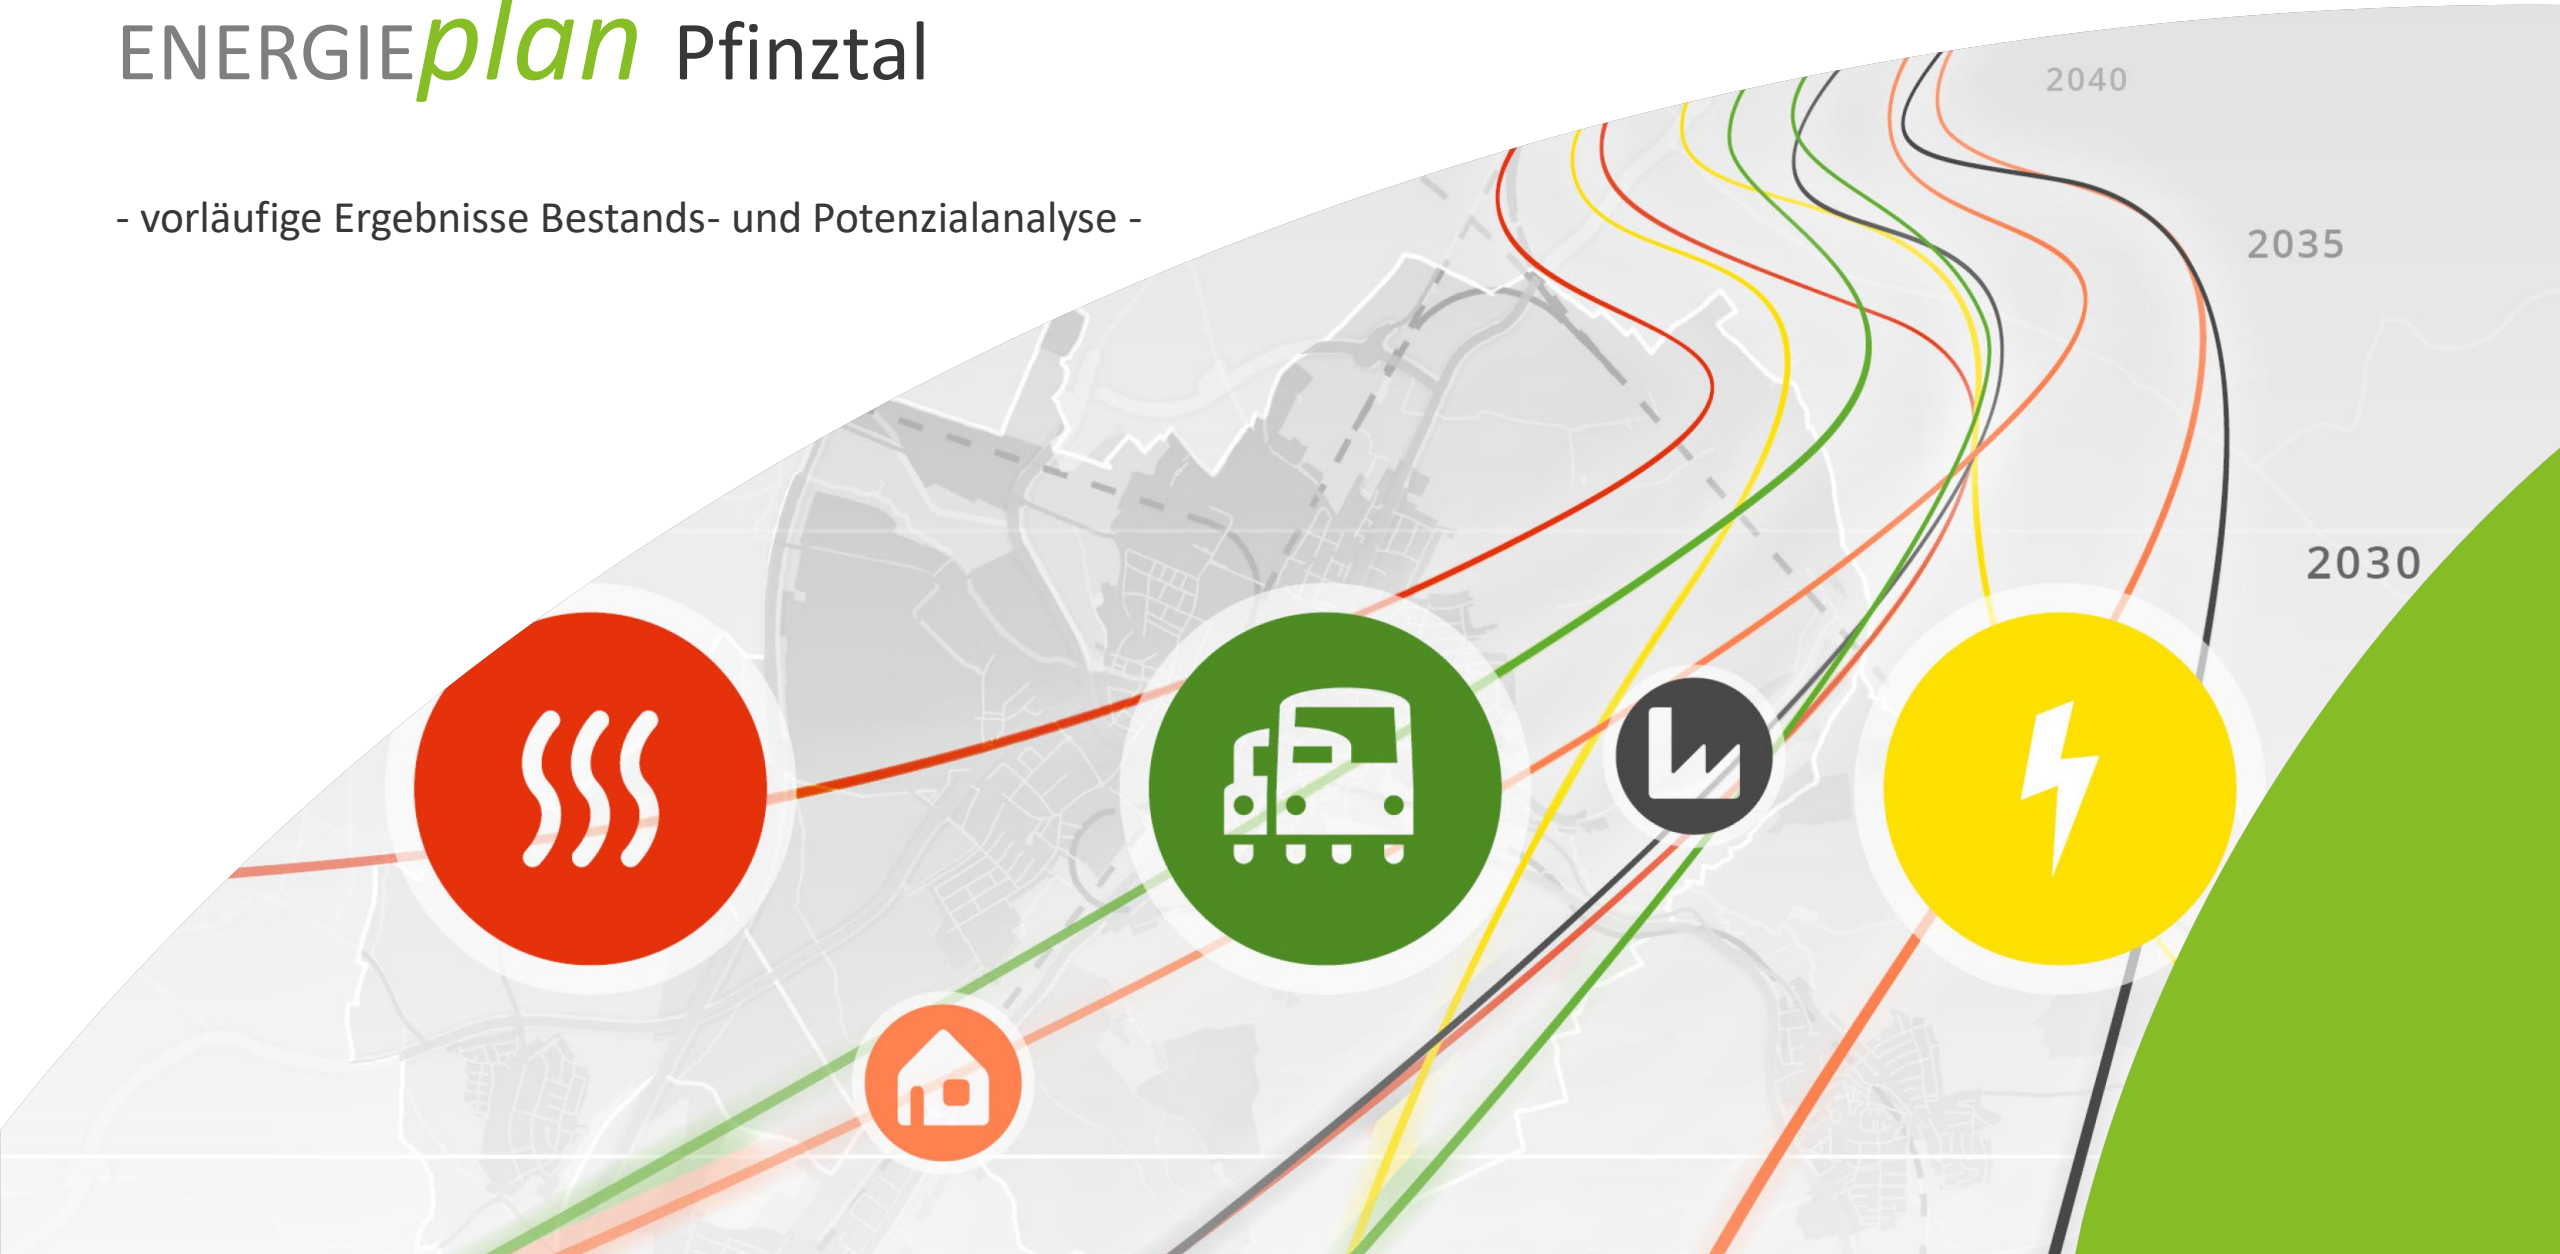 ENERGIEplan Pfinztal
- vorläufige Ergebnisse Bestands- und Potenzialanalyse -
2040
2035
2030